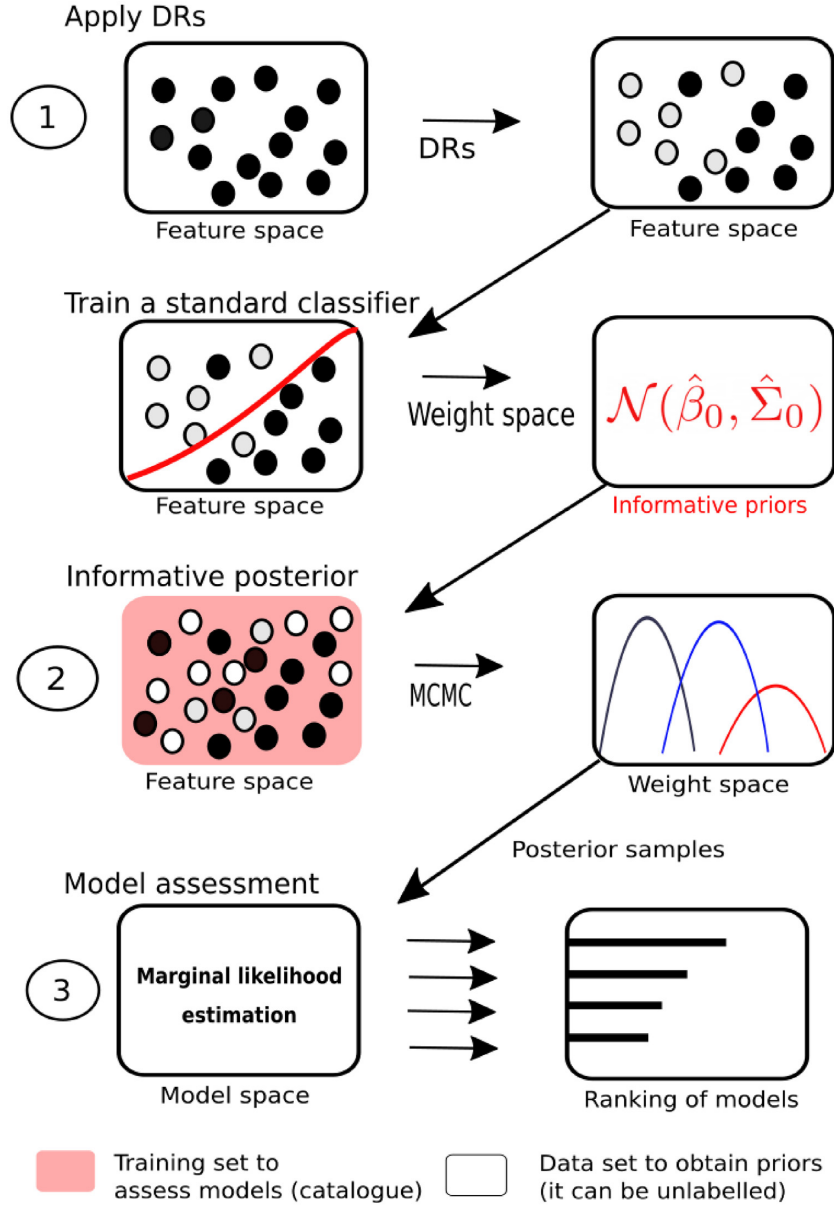 Apply DRs
1
DRs
Feature space
Feature space
Train a standard classifier
Weight space
𝒩(β̂₀, Σ̂₀)
Feature space
Informative priors
Informative posterior
2
MCMC
Feature space
Weight space
Posterior samples
Model assessment
3
Marginal likelihood
estimation
Model space
Ranking of models
Training set to
assess models (catalogue)
Data set to obtain priors
(it can be unlabelled)